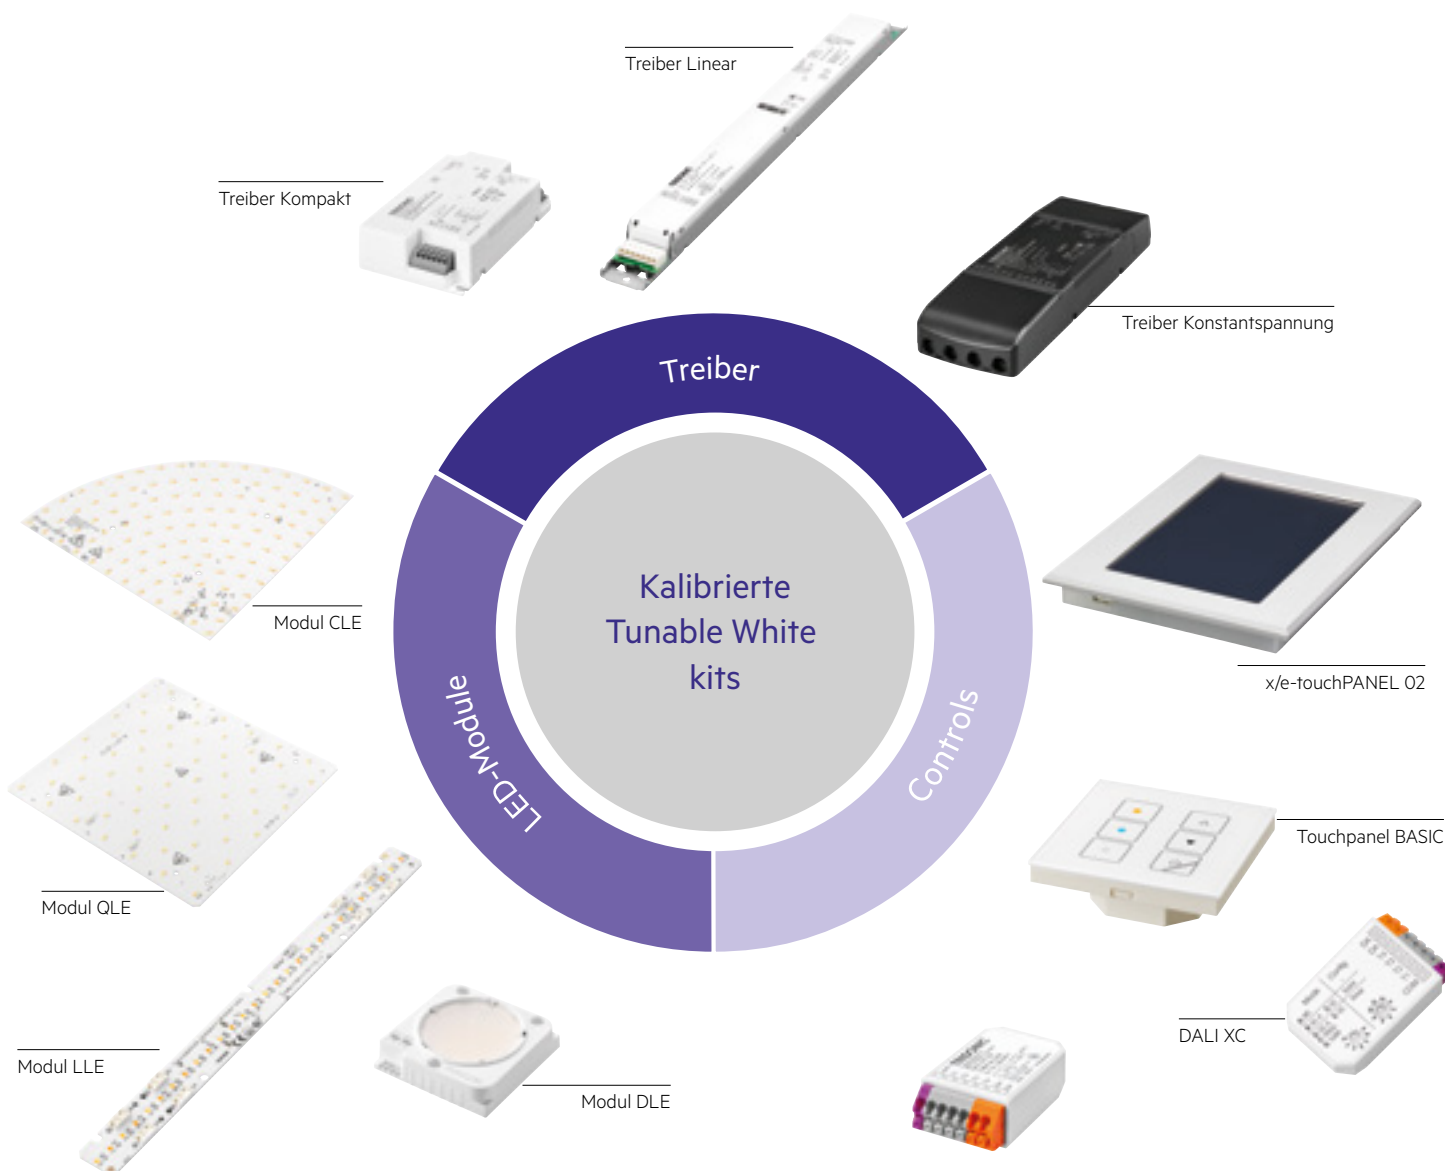 Treiber Linear
Treiber Kompakt
Treiber Konstantspannung
Treiber
Kalibrierte
Tunable White
kits
LED-Module
Controls
Modul CLE
x/e-touchPANEL 02
Touchpanel BASIC
Modul QLE
DALI XC
Modul LLE
Modul DLE